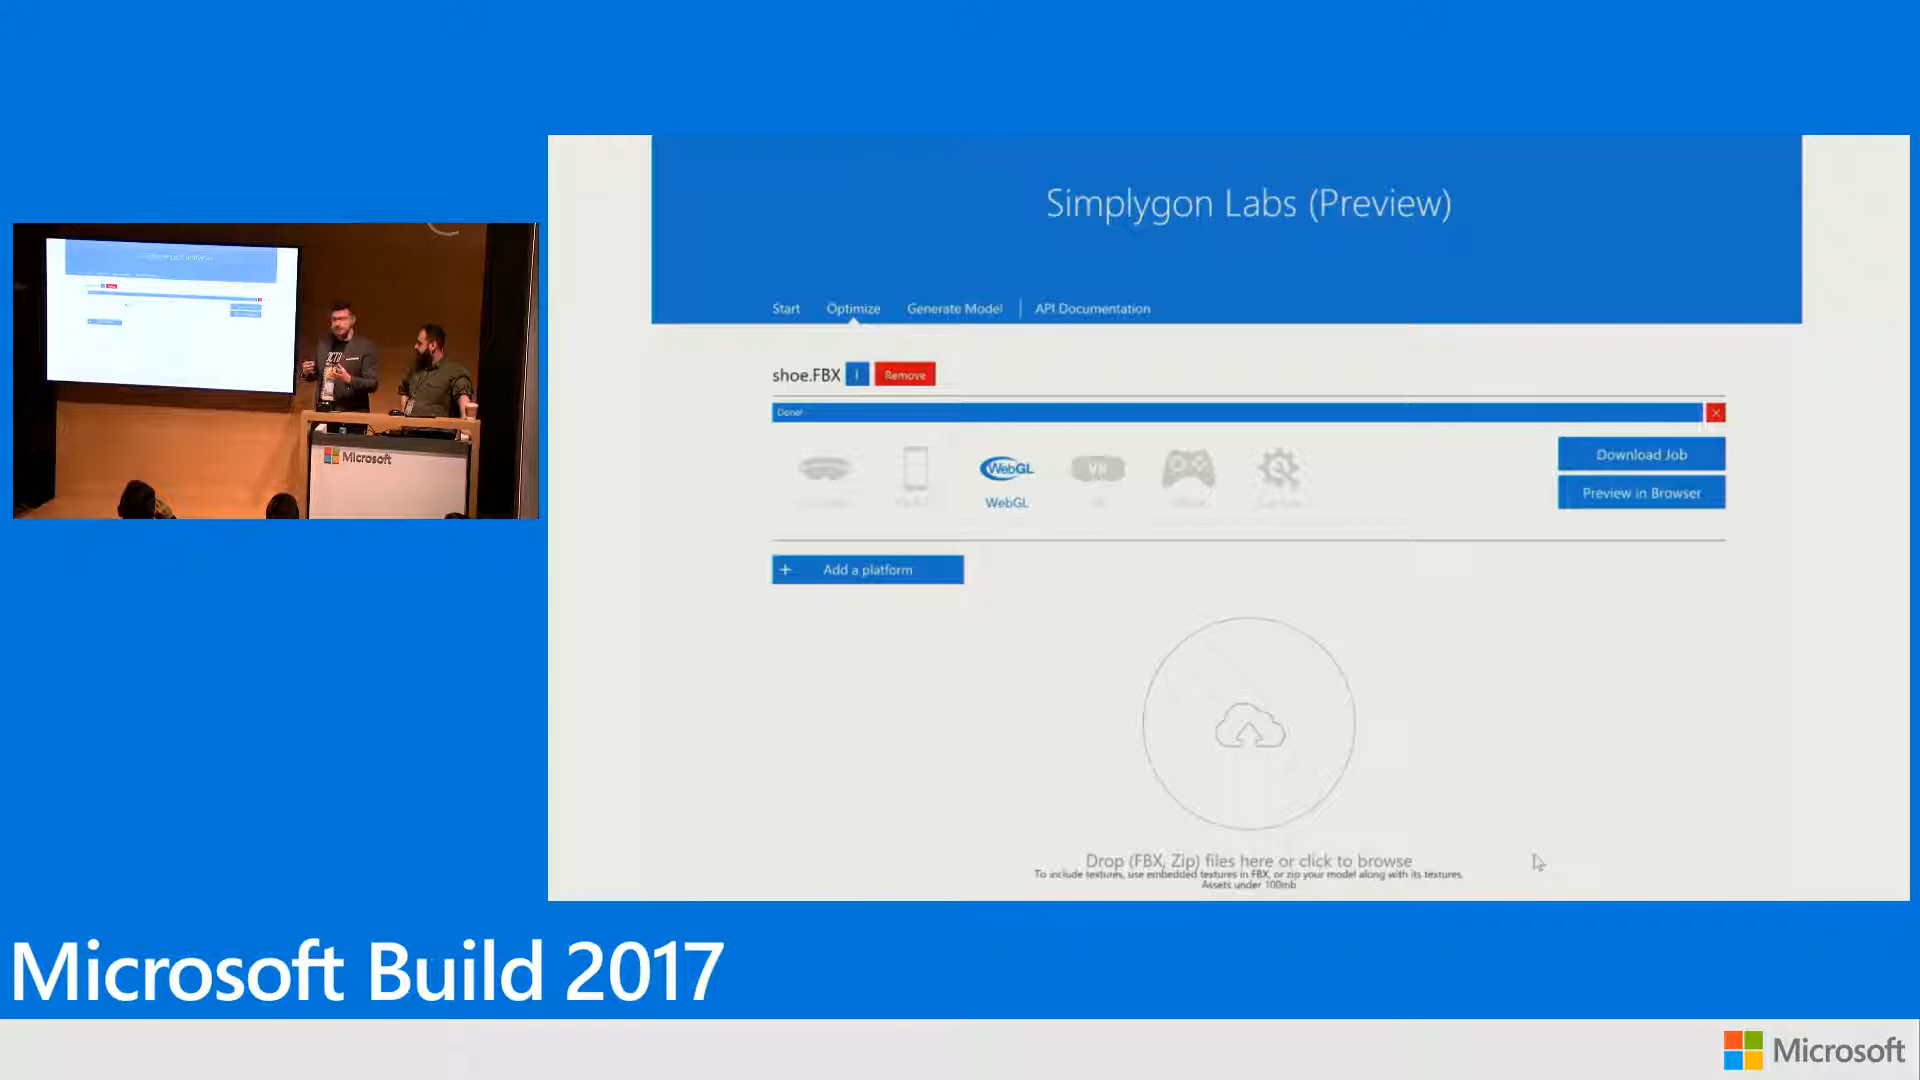 Simplygon Labs (Preview)
Start
Optimize
Generate Model
API Documentation
shoe.FBX
i
Remove
Done!
WebGL
VR
WebGL
Download Job
Preview in Browser
+ Add a platform
Drop (FBX, Zip) files here or click to browse
To include textures, use embedded textures in FBX, or zip your model along with its textures.
Assets under 100mb
Microsoft
Microsoft Build 2017
Microsoft